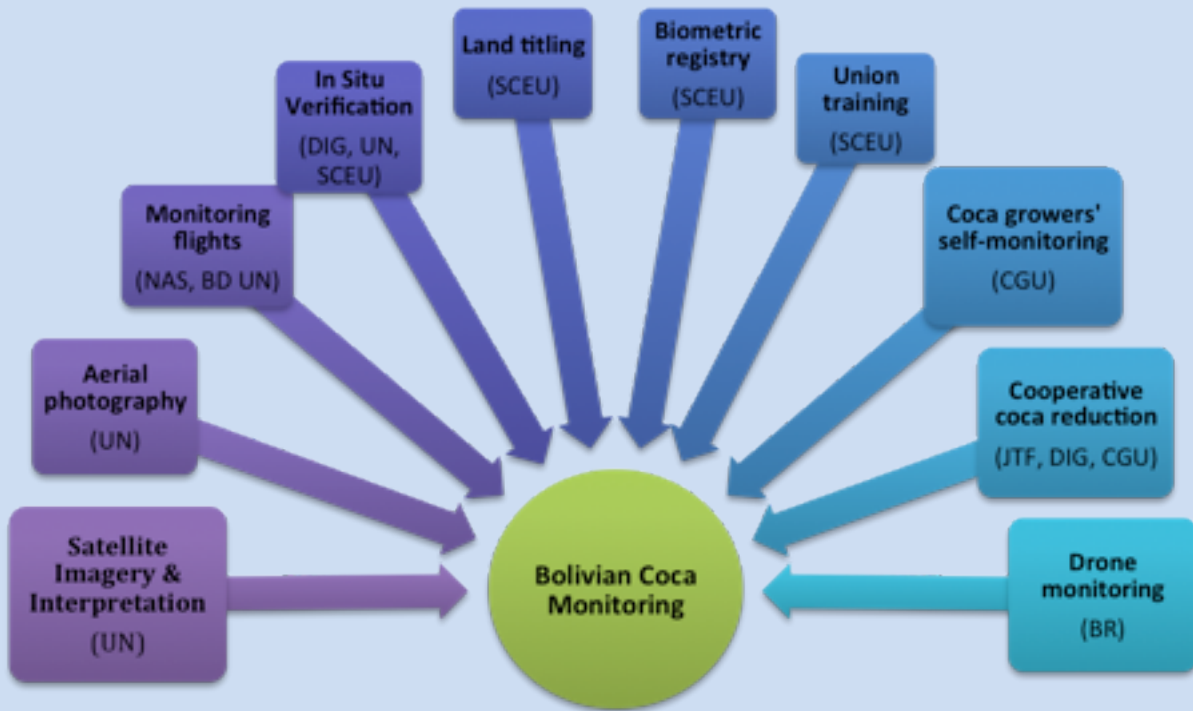 Land titling
(SCEU)
Biometric
registry
(SCEU)
In Situ
Verification
(DIG, UN,
SCEU)
Union
training
(SCEU)
Monitoring
flights
(NAS, BD UN)
Coca growers'
self-monitoring
(CGU)
Aerial
photography
(UN)
Cooperative
coca reduction
(JTF, DIG, CGU)
Satellite
Imagery &
Interpretation
(UN)
Bolivian Coca
Monitoring
Drone
monitoring
(BR)